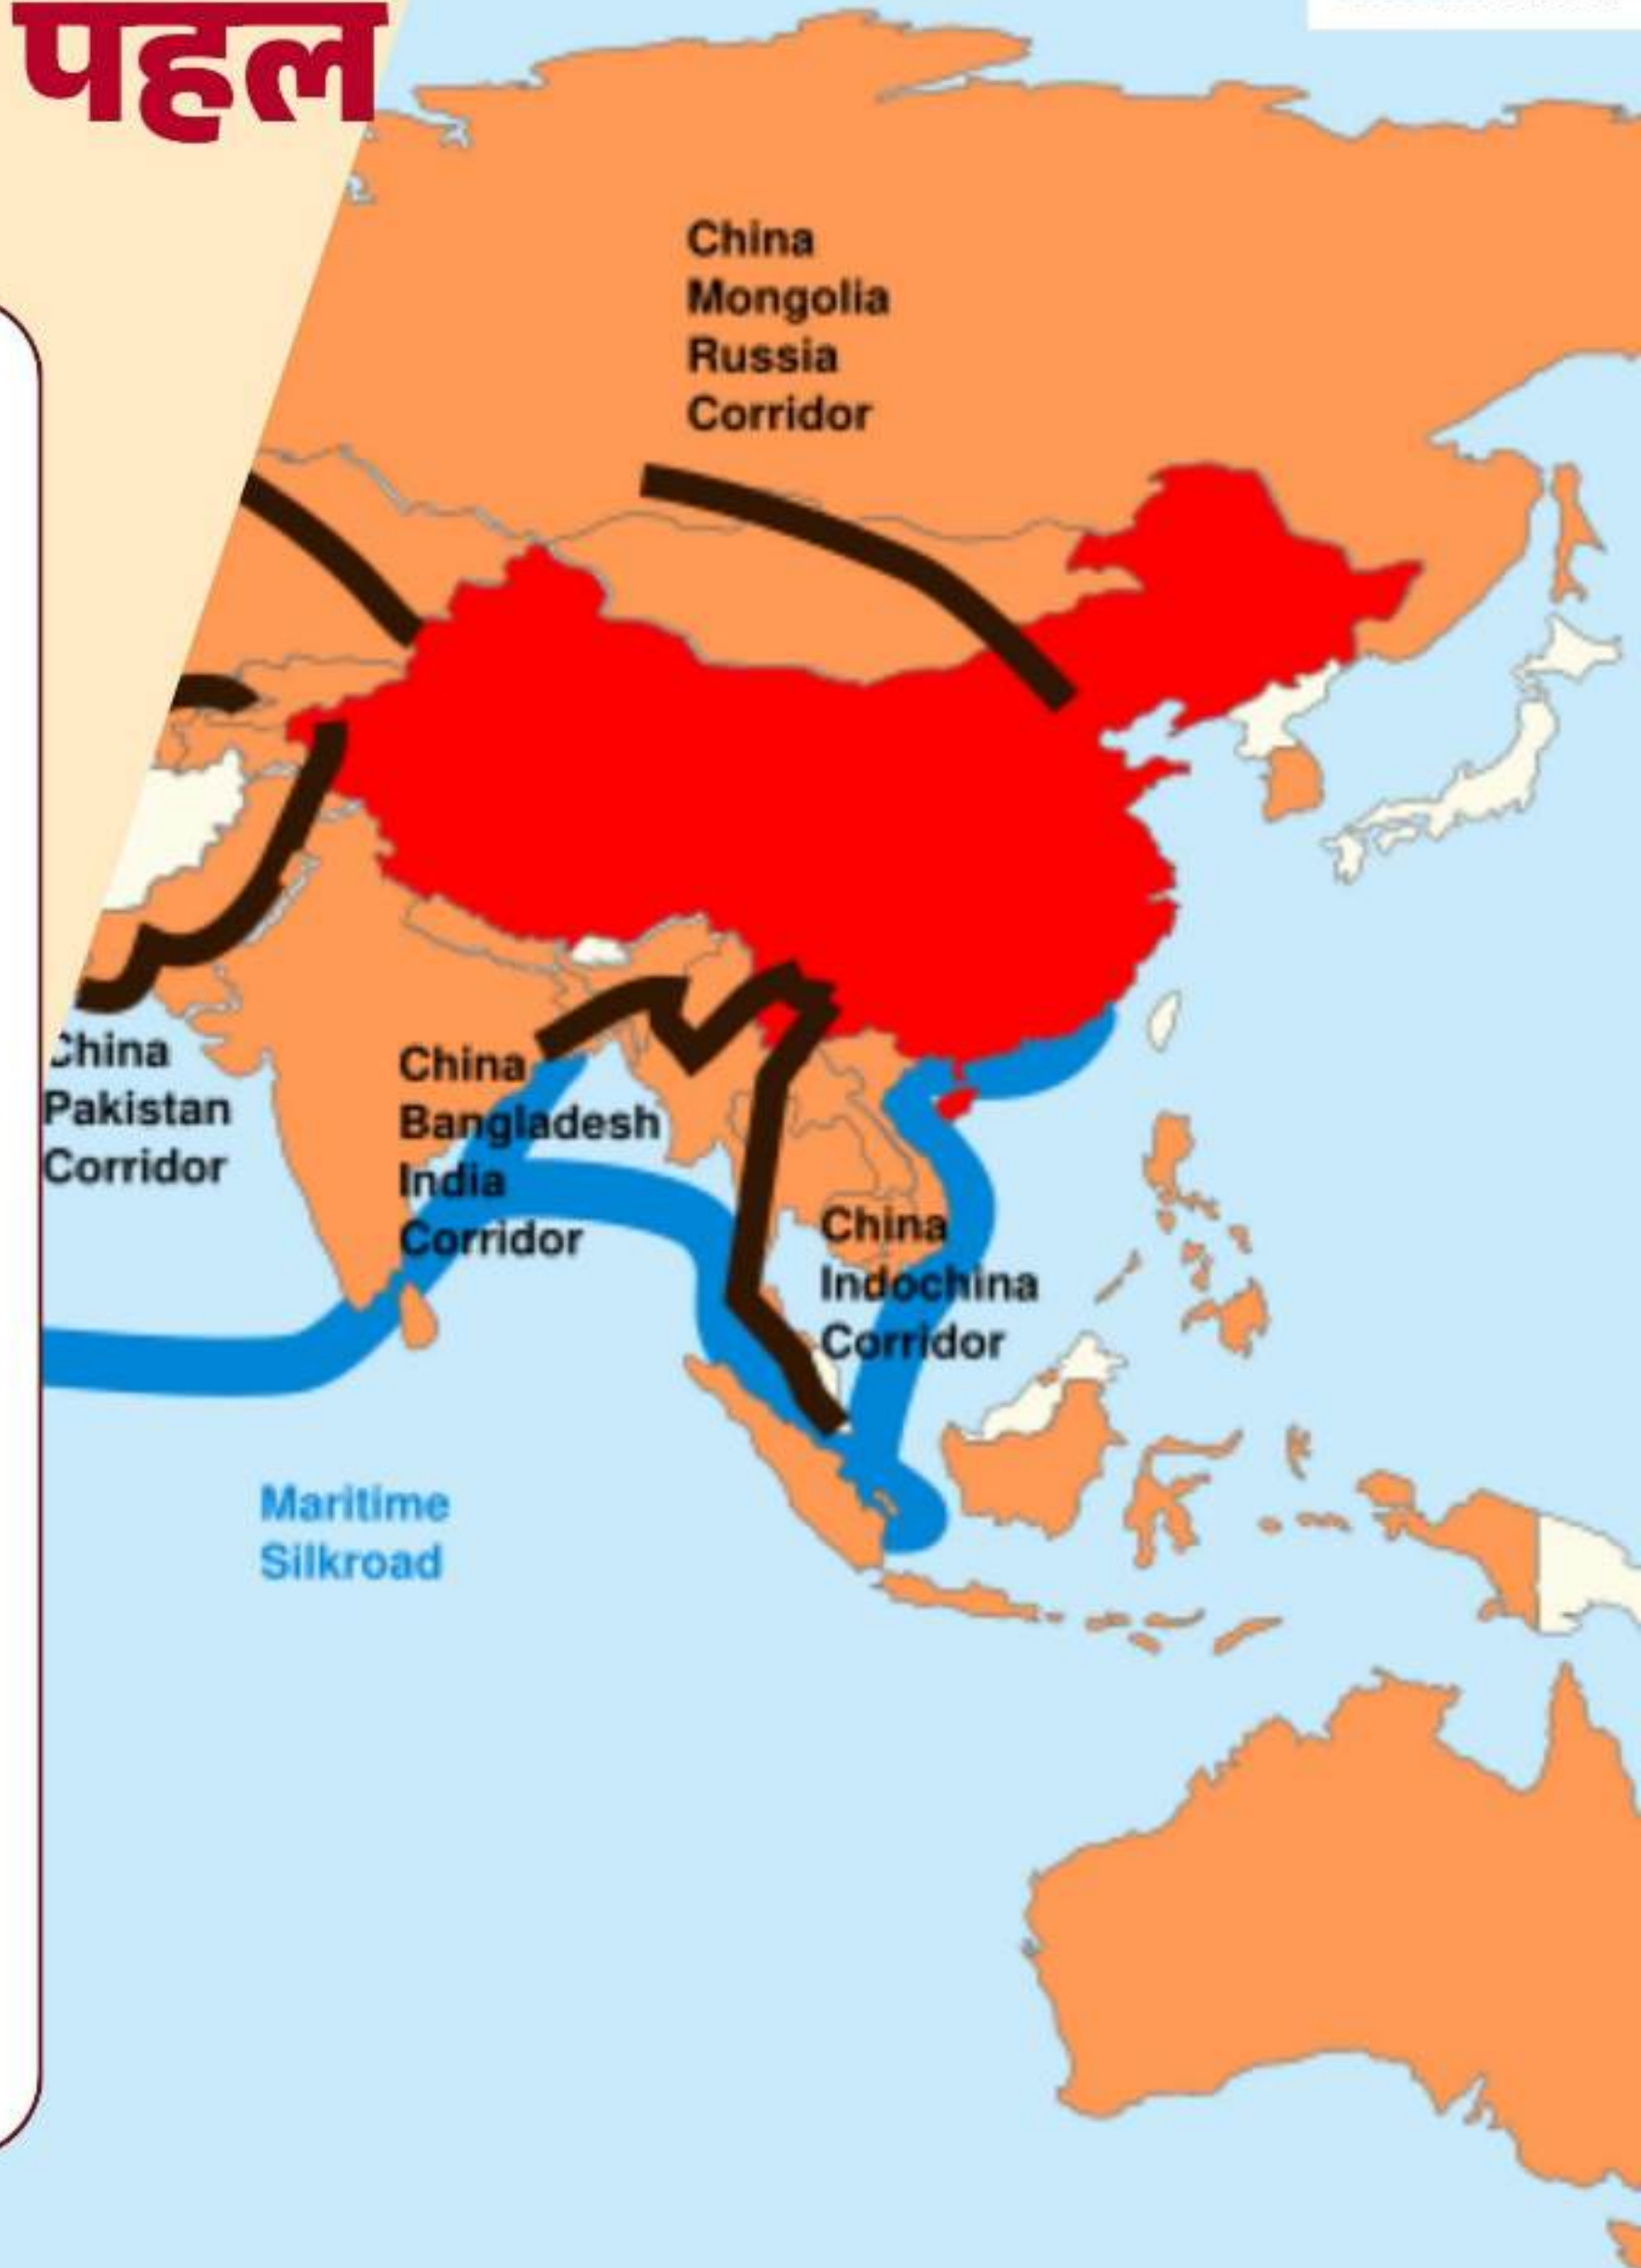 पहल
China
Mongolia
Russia
Corridor
China
Pakistan
Corridor
China
Bangladesh
India
Corridor
China
Indochina
Corridor
Maritime
Silkroad